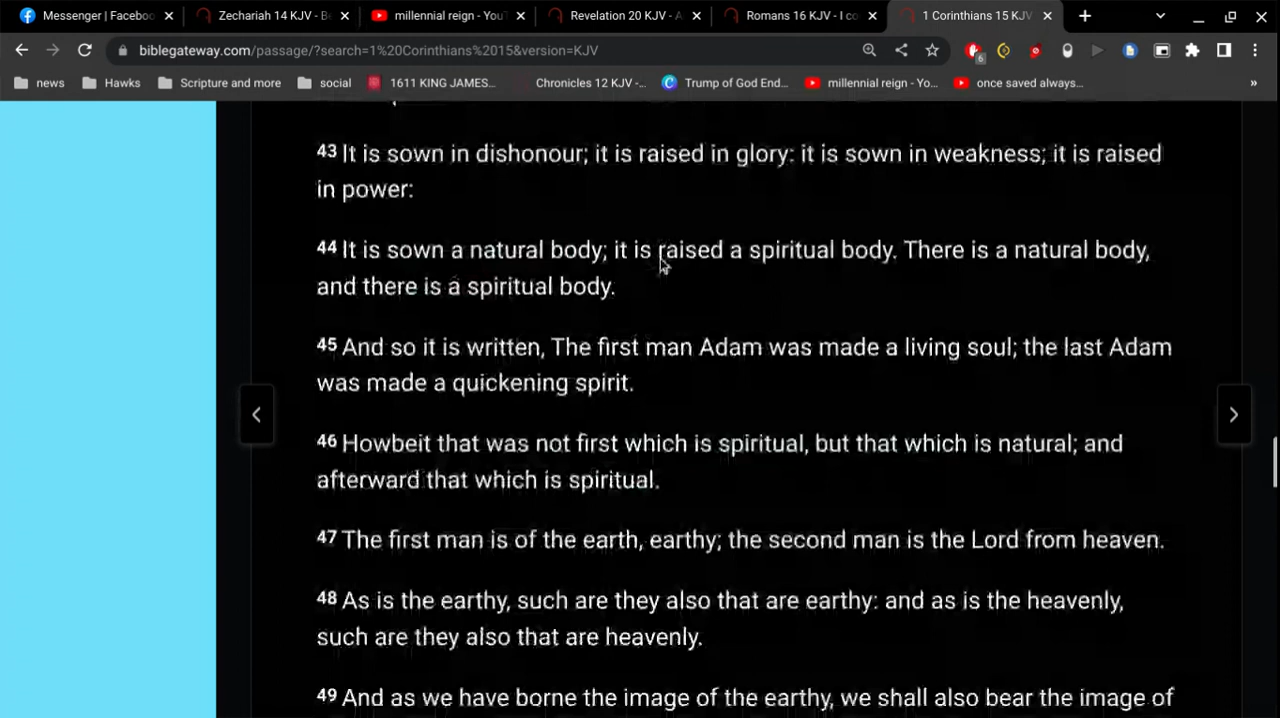 Messenger | Faceboo
Zechariah 14 KJV - B
millennial reign - YouT
Revelation 20 KJV - A
Romans 16 KJV - I co
1 Corinthians 15 KJV
biblegateway.com/passage/?search=1%20Corinthians%2015&version=KJV
6
news
Hawks
Scripture and more
social
1611 KING JAMES...
Chronicles 12 KJV -...
Trump of God End...
millennial reign - Yo...
once saved always...
»
43 It is sown in dishonour; it is raised in glory: it is sown in weakness; it is raised
in power:
44 It is sown a natural body; it is raised a spiritual body. There is a natural body,
and there is a spiritual body.
45 And so it is written, The first man Adam was made a living soul; the last Adam
was made a quickening spirit.
46 Howbeit that was not first which is spiritual, but that which is natural; and
afterward that which is spiritual.
47 The first man is of the earth, earthy; the second man is the Lord from heaven.
48 As is the earthy, such are they also that are earthy: and as is the heavenly,
such are they also that are heavenly.
49 And as we have borne the image of the earthy, we shall also bear the image of